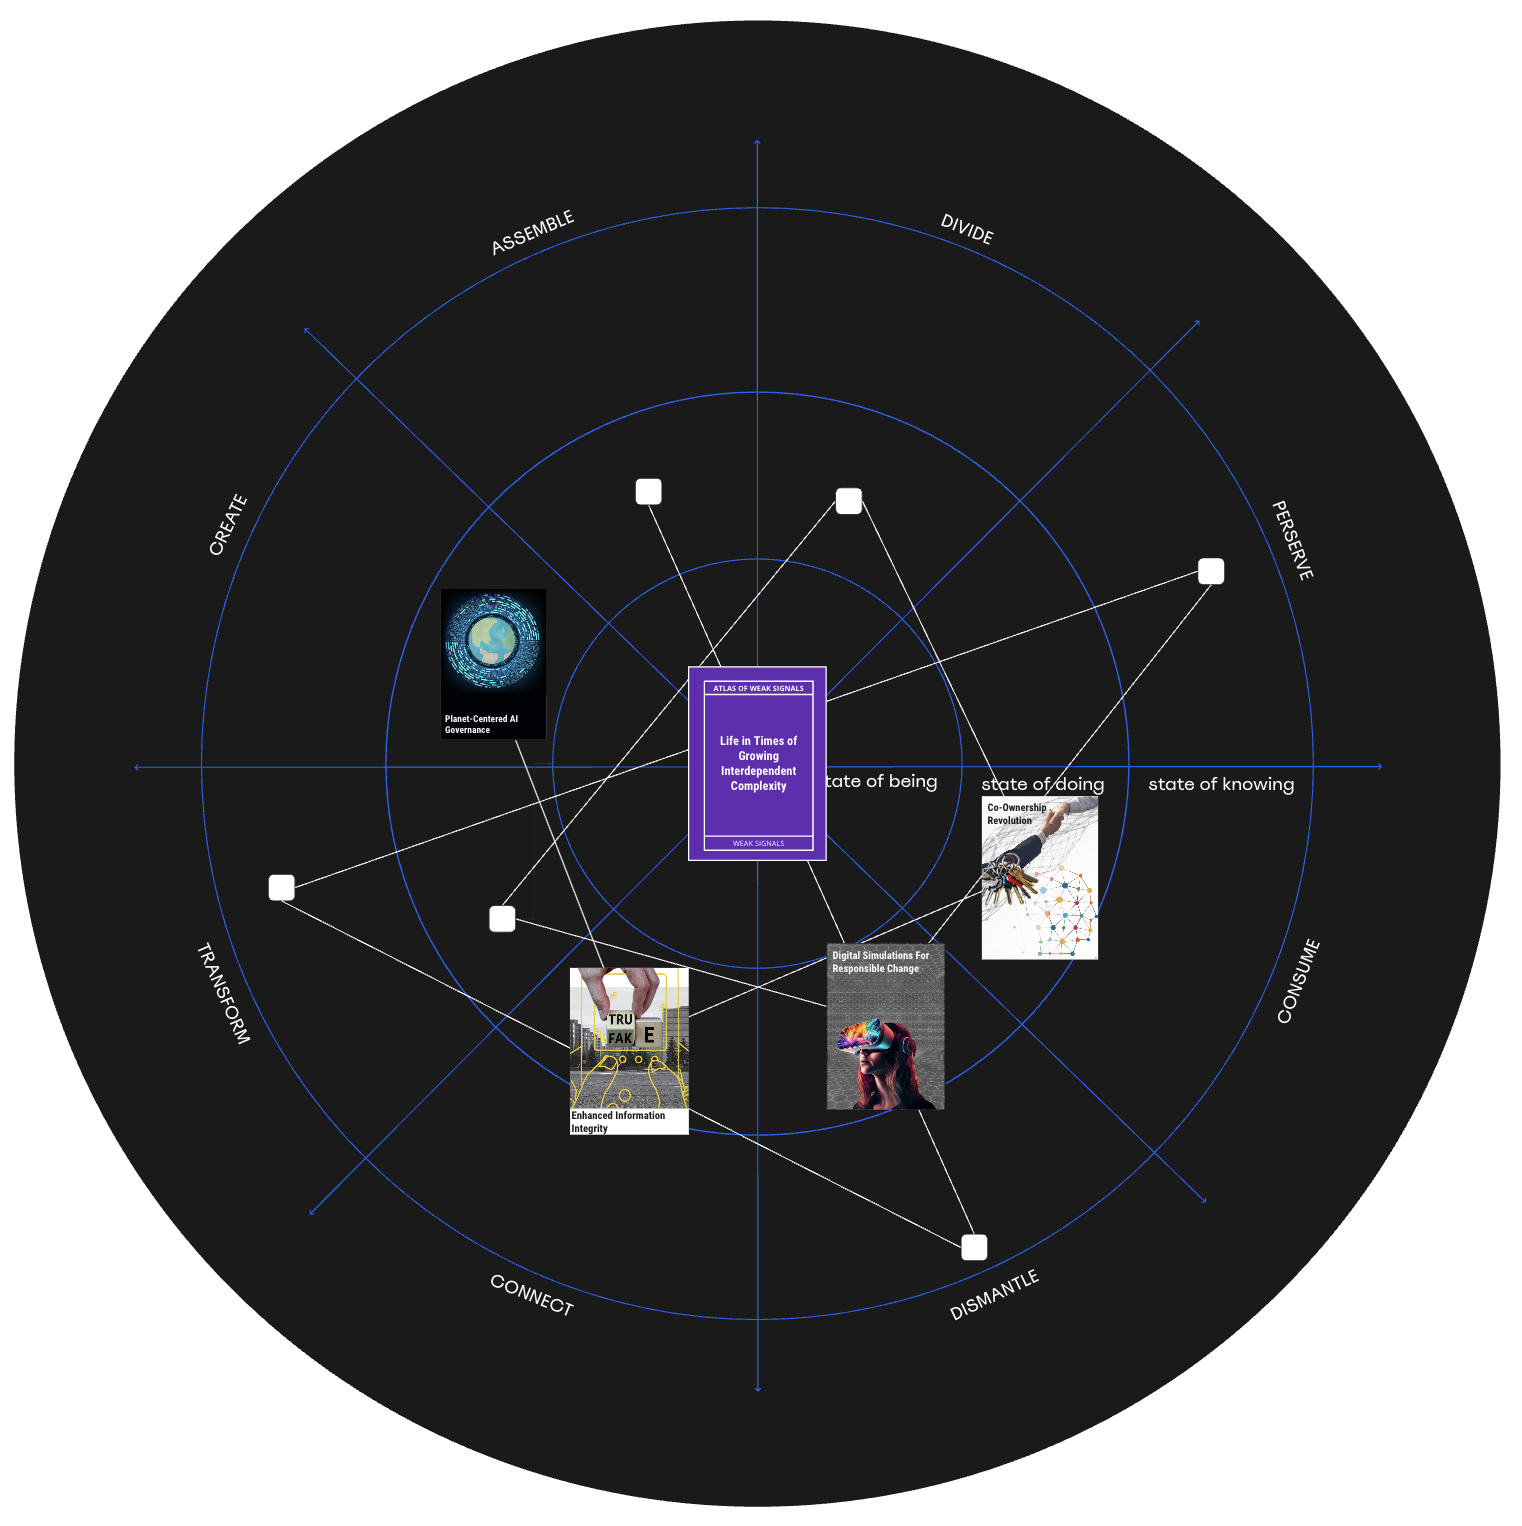 ASSEMBLE
DIVIDE
CREATE
PERSERVE
ATLAS OF WEAK SIGNALS
Life in Times of
Growing
Interdependent
Complexity
WEAK SIGNALS
Planet-Centered AI
Governance
tate of being
state of doing
state of knowing
Co-Ownership
Revolution
Digital Simulations For
Responsible Change
TRU
FAK
E
Enhanced Information
Integrity
TRANSFORM
CONSUME
CONNECT
DISMANTLE